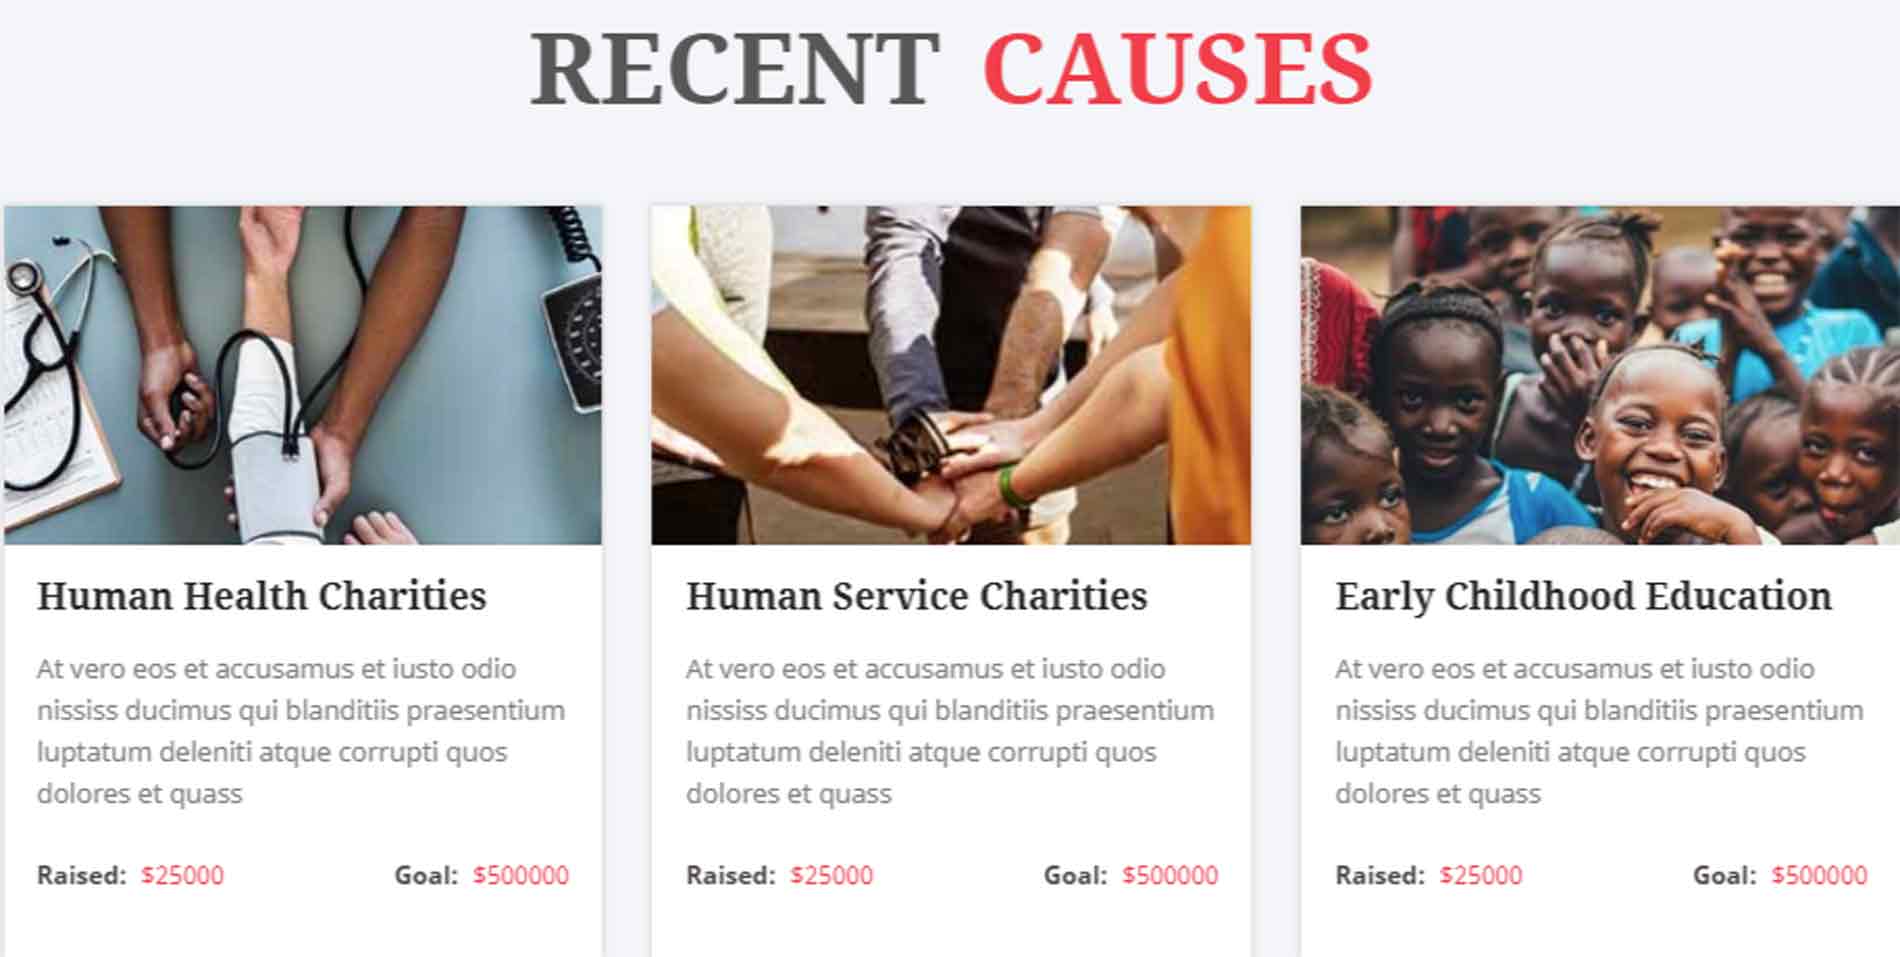 RECENT CAUSES
Human Health Charities
At vero eos et accusamus et iusto odio
nississ ducimus qui blanditiis praesentium
luptatum deleniti atque corrupti quos
dolores et quass
Raised: $25000 Goal: $500000
Human Service Charities
At vero eos et accusamus et iusto odio
nississ ducimus qui blanditiis praesentium
luptatum deleniti atque corrupti quos
dolores et quass
Raised: $25000 Goal: $500000
Early Childhood Education
At vero eos et accusamus et iusto odio
nississ ducimus qui blanditiis praesentium
luptatum deleniti atque corrupti quos
dolores et quass
Raised: $25000 Goal: $500000